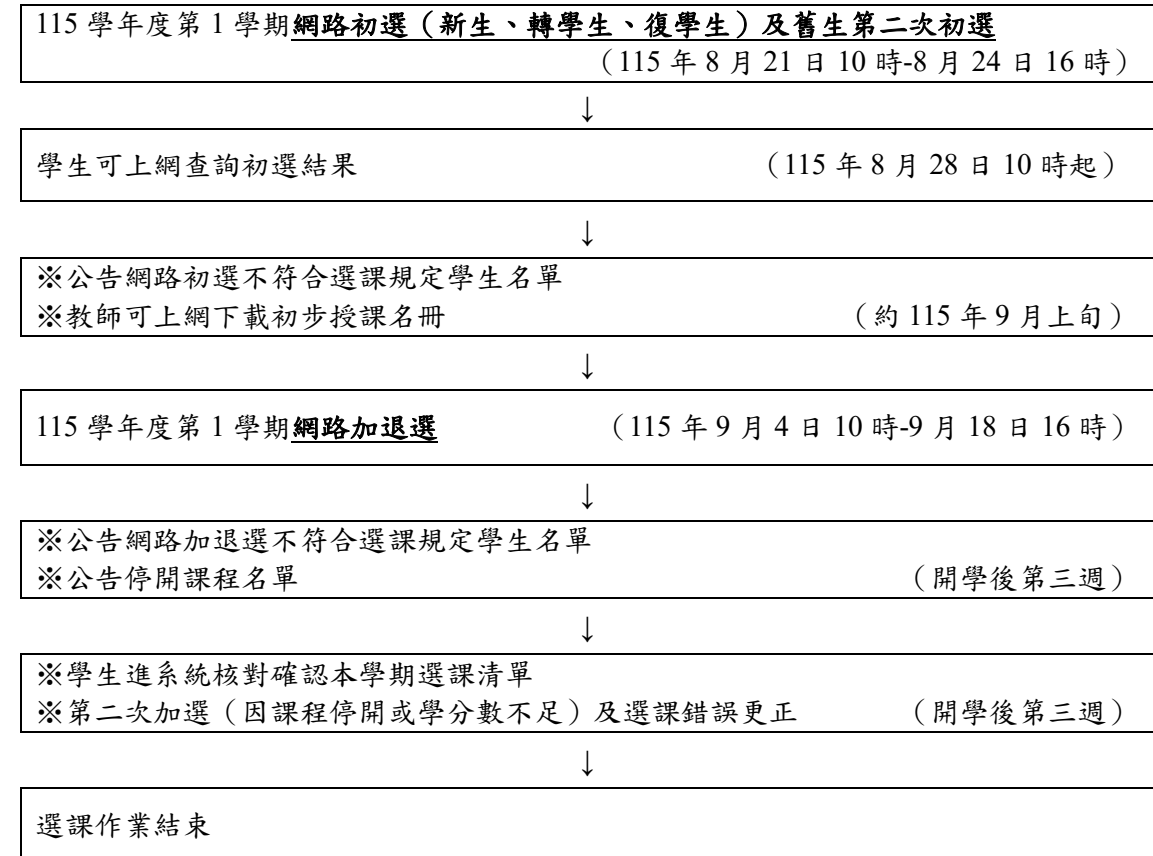 115 學年度第 1 學期網路初選（新生、轉學生、復學生）及舊生第二次初選
（115 年 8 月 21 日 10 時-8 月 24 日 16 時）
↓
學生可上網查詢初選結果 （115 年 8 月 28 日 10 時起）
↓
※公告網路初選不符合選課規定學生名單
※教師可上網下載初步授課名冊 （約 115 年 9 月上旬）
↓
115 學年度第 1 學期網路加退選 （115 年 9 月 4 日 10 時-9 月 18 日 16 時）
↓
※公告網路加退選不符合選課規定學生名單
※公告停開課程名單 （開學後第三週）
↓
※學生進系統核對確認本學期選課清單
※第二次加選（因課程停開或學分數不足）及選課錯誤更正 （開學後第三週）
↓
選課作業結束